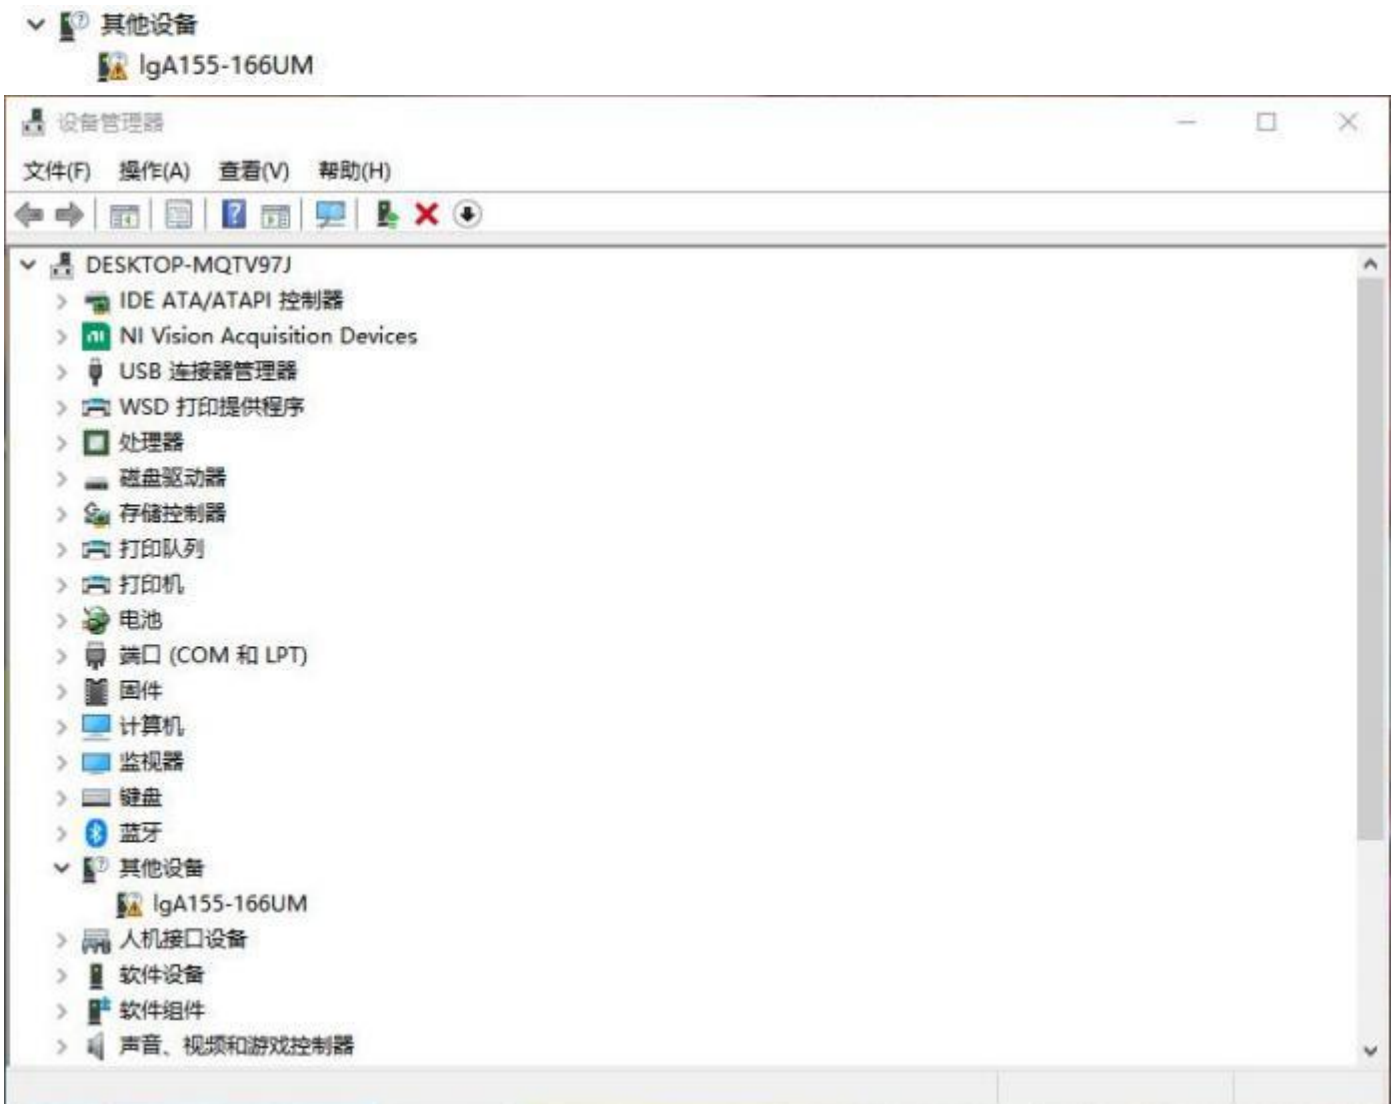 其他设备
lgA155-166UM
设备管理器
文件(F) 操作(A) 查看(V) 帮助(H)
DESKTOP-MQTV97J
IDE ATA/ATAPI 控制器
NI Vision Acquisition Devices
USB 连接器管理器
WSD 打印提供程序
处理器
磁盘驱动器
存储控制器
打印队列
打印机
电池
端口 (COM 和 LPT)
固件
计算机
监视器
键盘
蓝牙
其他设备
lgA155-166UM
人机接口设备
软件设备
软件组件
声音、视频和游戏控制器